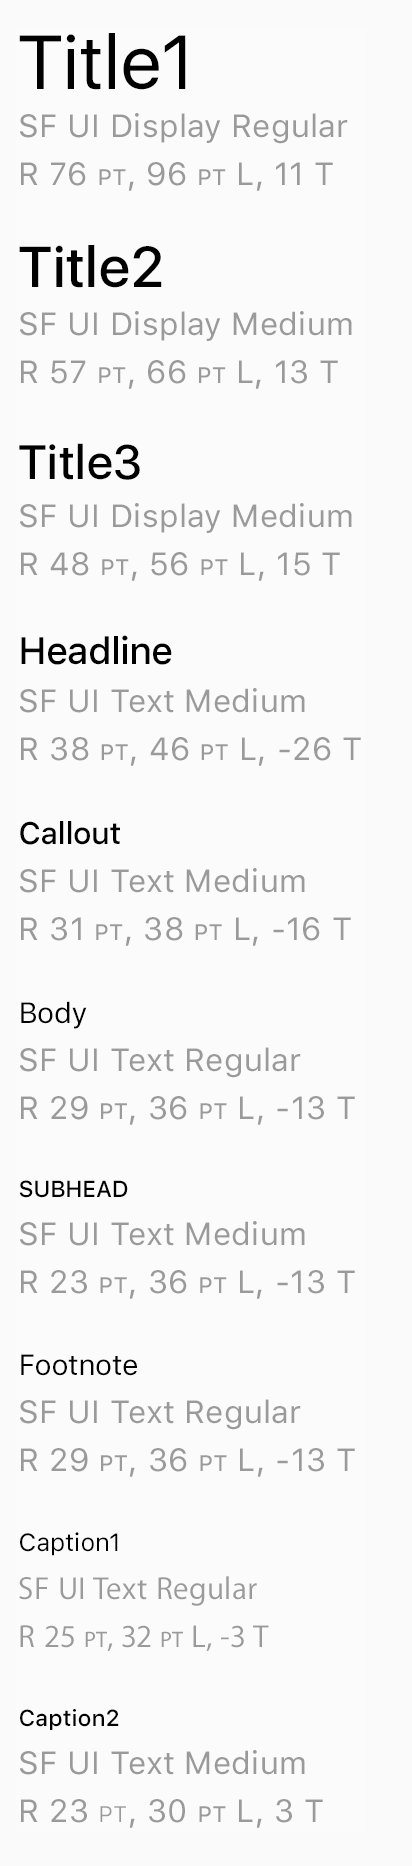 Title1
SF UI Display Regular
R 76 PT, 96 PT L, 11 T
Title2
SF UI Display Medium
R 57 PT, 66 PT L, 13 T
Title3
SF UI Display Medium
R 48 PT, 56 PT L, 15 T
Headline
SF UI Text Medium
R 38 PT, 46 PT L, -26 T
Callout
SF UI Text Medium
R 31 PT, 38 PT L, -16 T
Body
SF UI Text Regular
R 29 PT, 36 PT L, -13 T
SUBHEAD
SF UI Text Medium
R 23 PT, 36 PT L, -13 T
Footnote
SF UI Text Regular
R 29 PT, 36 PT L, -13 T
Caption1
SF UI Text Regular
R 25 PT, 32 PT L, -3 T
Caption2
SF UI Text Medium
R 23 PT, 30 PT L, 3 T